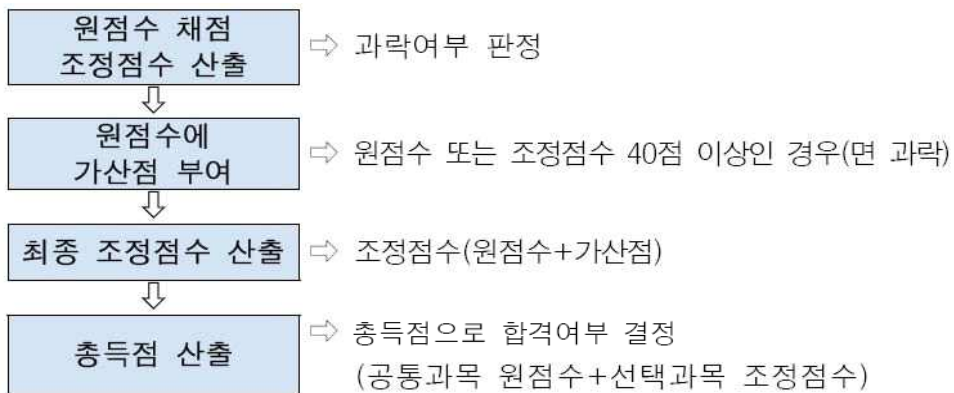 원점수 채점
조정점수 산출
⇨ 과락여부 판정
⇩
원점수에
가산점 부여
⇨ 원점수 또는 조정점수 40점 이상인 경우(면 과락)
⇩
최종 조정점수 산출
⇨ 조정점수(원점수+가산점)
⇩
총득점 산출
⇨ 총득점으로 합격여부 결정
(공통과목 원점수+선택과목 조정점수)